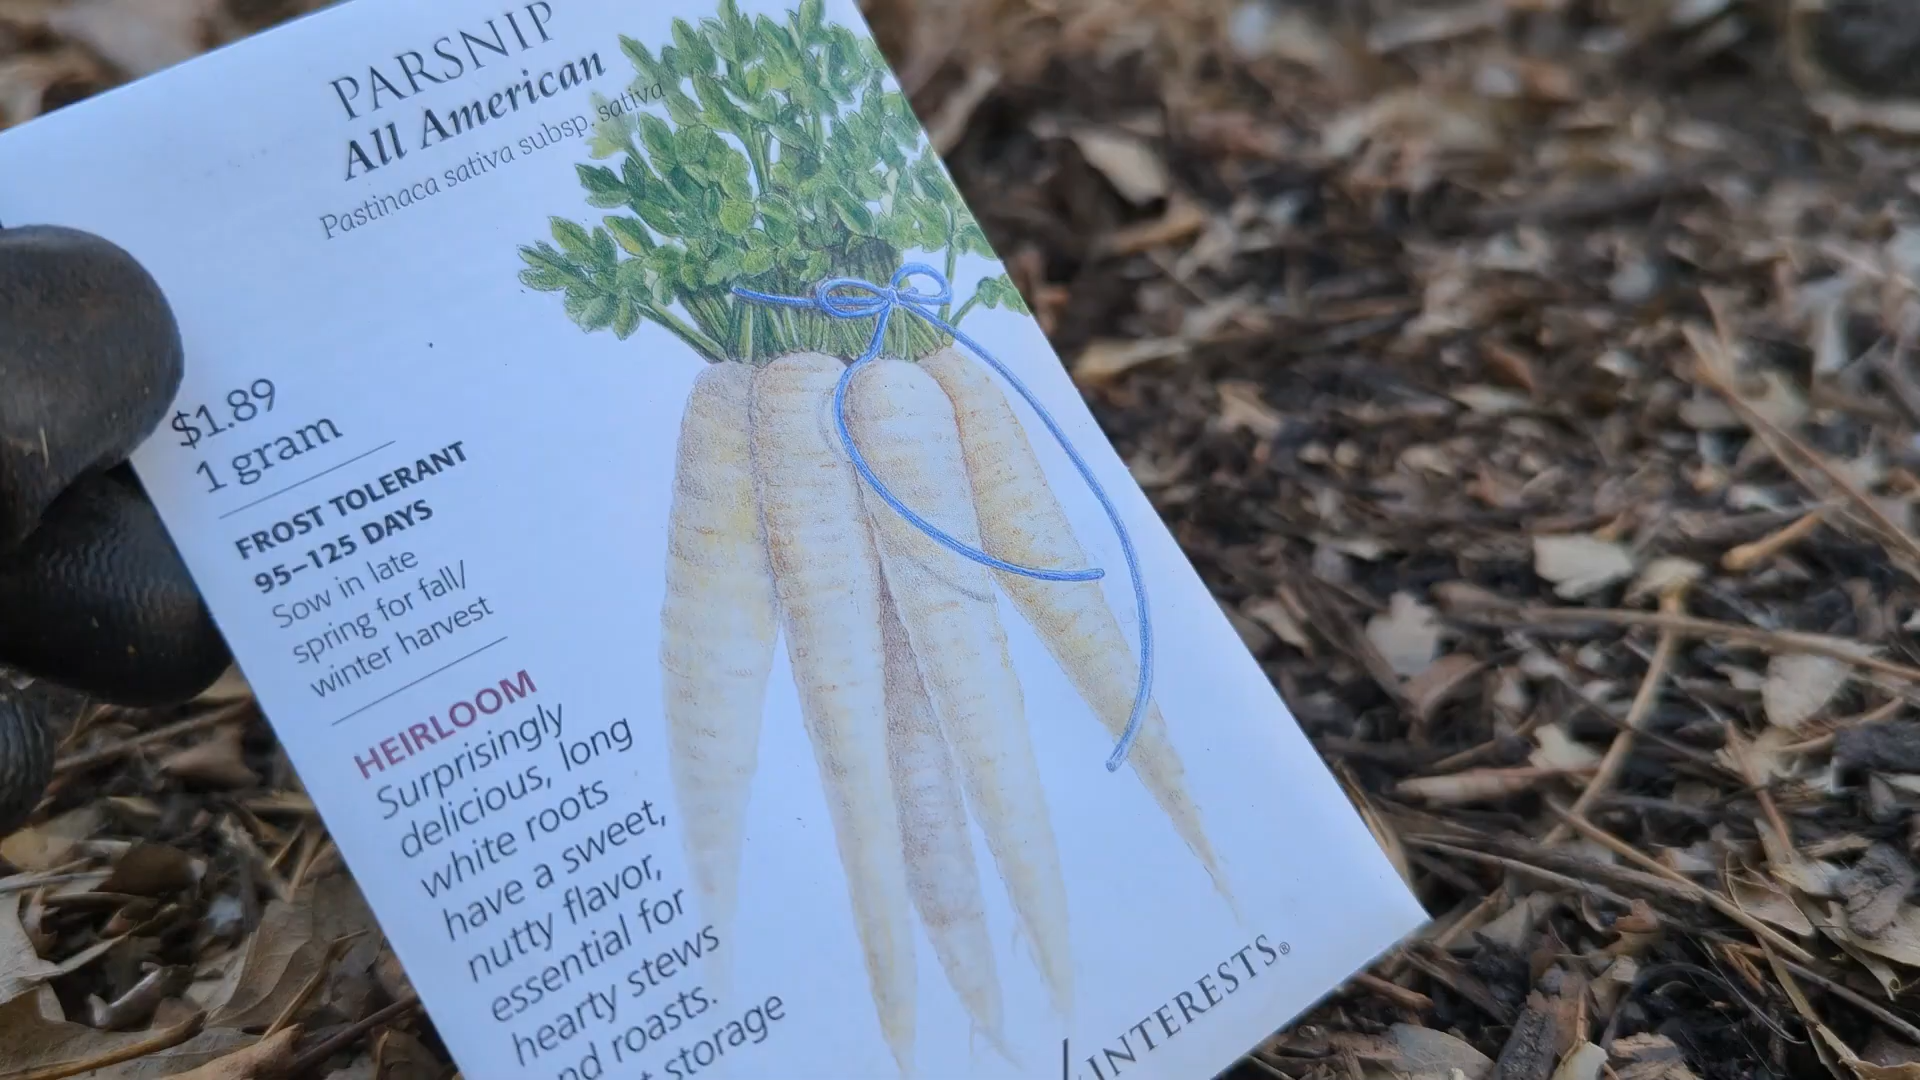 PARSNIP
All American
Pastinaca sativa subsp. sativa
$1.89
1 gram
FROST TOLERANT
95–125 DAYS
Sow in late
spring for fall/
winter harvest
HEIRLOOM
Surprisingly
delicious, long
white roots
have a sweet,
nutty flavor,
essential for
hearty stews
roasts.
storage
INTERESTS®